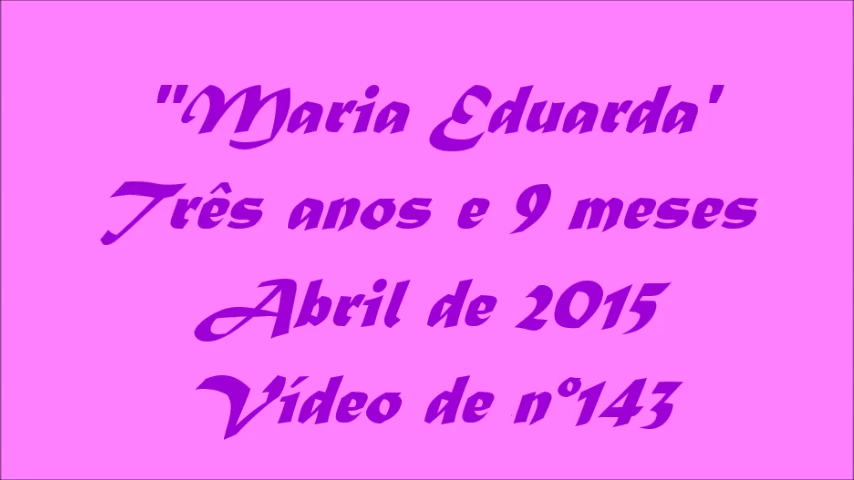 "Maria Eduarda'
Três anos e 9 meses
Abril de 2015
Vídeo de nº143